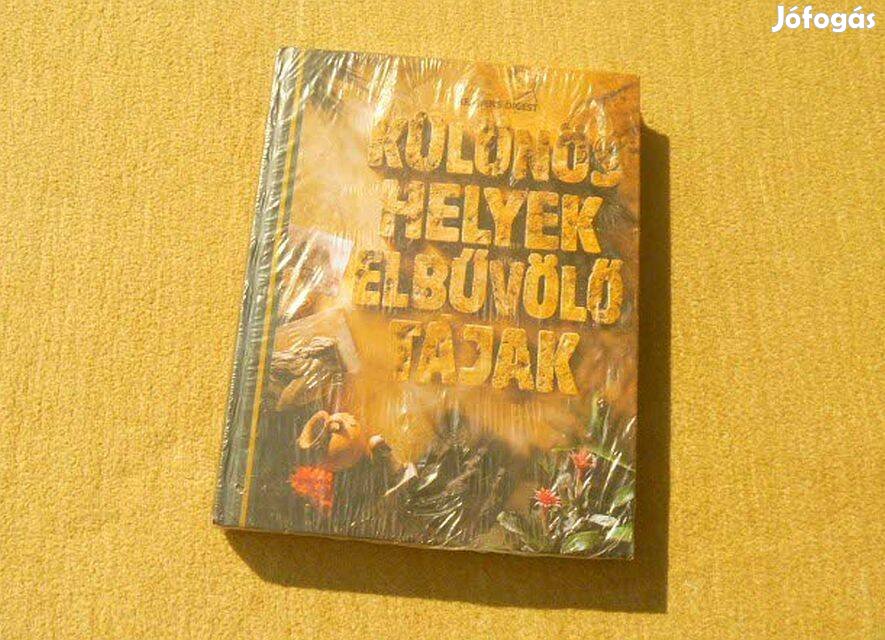 Jófogás
READER'S DIGEST
KÜLÖNÖS
HELYEK
ELBŰVÖLŐ
TÁJAK